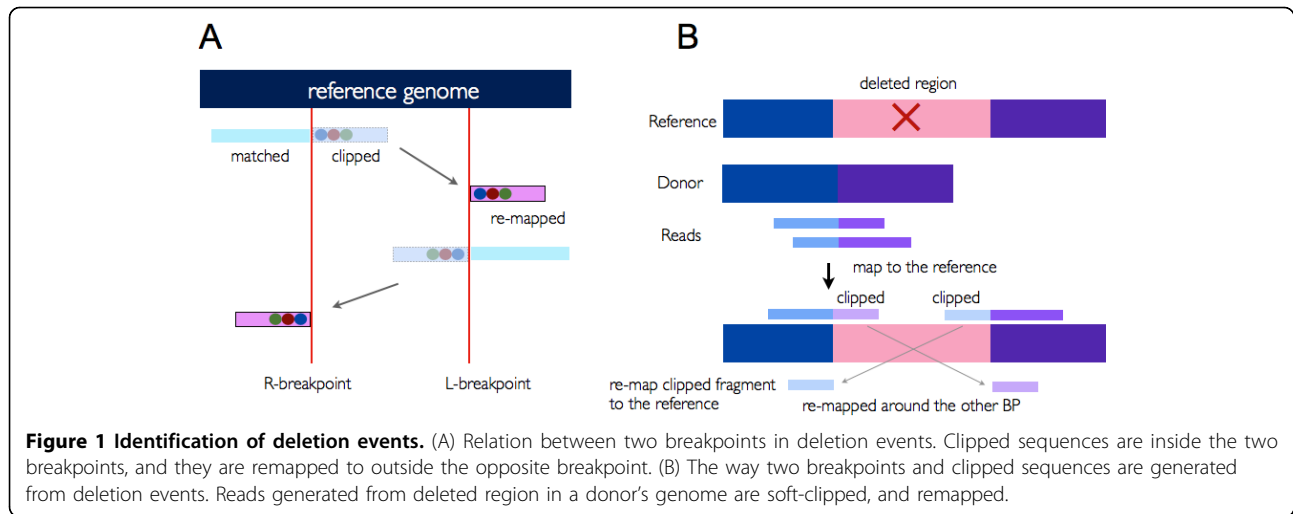 A
reference genome
matched
clipped
re-mapped
R-breakpoint
L-breakpoint
B
deleted region
Reference
Donor
Reads
map to the reference
clipped
clipped
re-map clipped fragment
to the reference
re-mapped around the other BP
Figure 1 Identification of deletion events. (A) Relation between two breakpoints in deletion events. Clipped sequences are inside the two
breakpoints, and they are remapped to outside the opposite breakpoint. (B) The way two breakpoints and clipped sequences are generated
from deletion events. Reads generated from deleted region in a donor's genome are soft-clipped, and remapped.